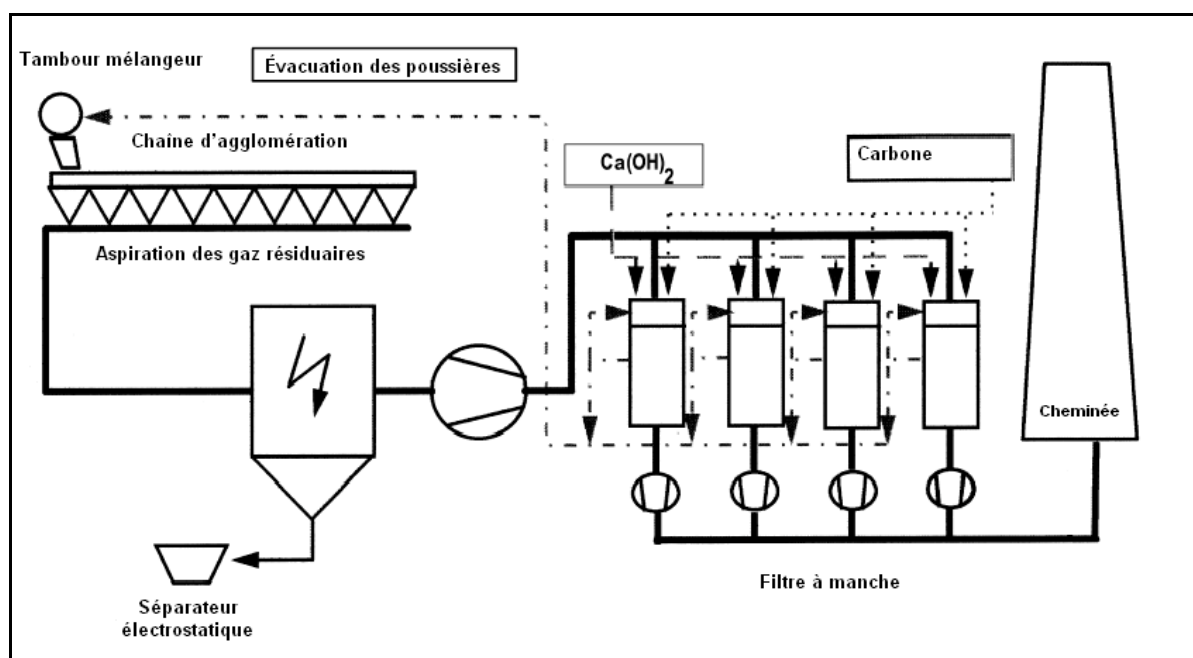 Tambour mélangeur
Évacuation des poussières
Chaîne d'agglomération
Ca(OH)2
Carbone
Aspiration des gaz résiduaires
Cheminée
Filtre à manche
Séparateur
électrostatique